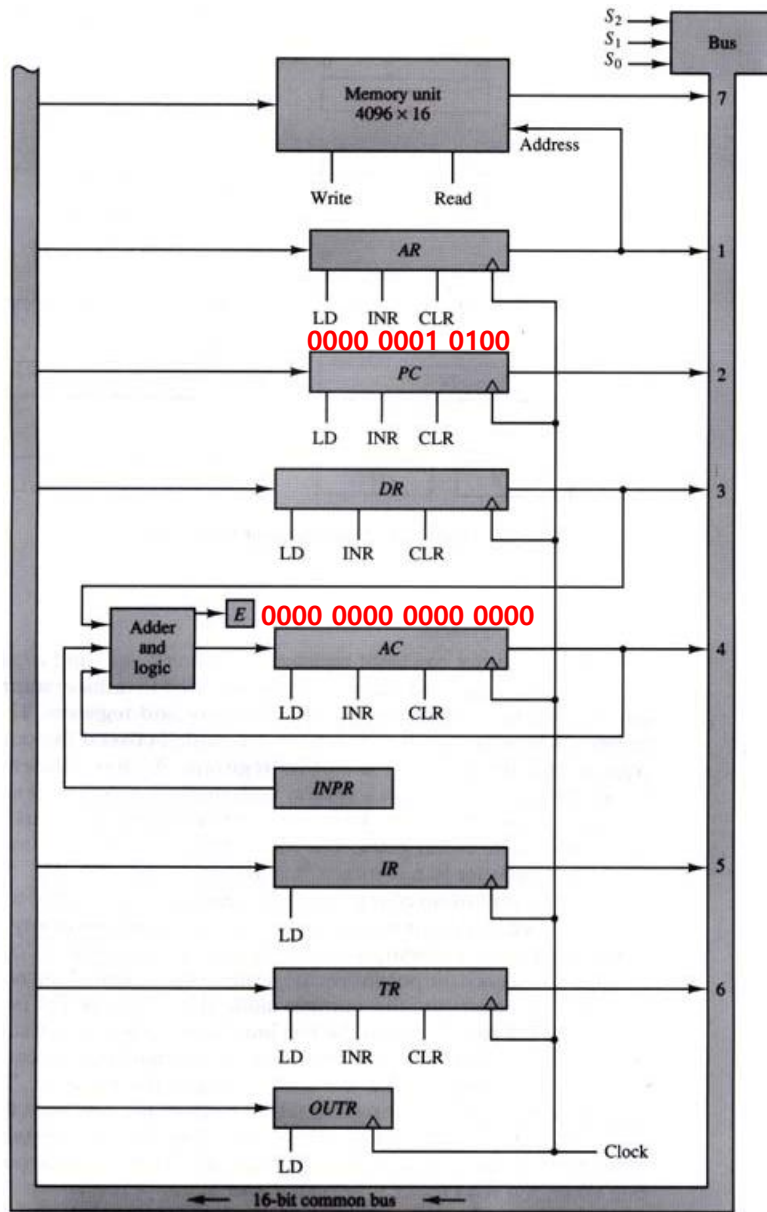 S2
S1
S0
Bus
Memory unit
4096 × 16
7
Address
Write Read
AR
1
LD INR CLR
0000 0001 0100
PC
2
LD INR CLR
DR
3
LD INR CLR
E
0000 0000 0000 0000
Adder
and
logic
AC
4
LD INR CLR
INPR
IR
5
LD
TR
6
LD INR CLR
OUTR
LD
Clock
16-bit common bus